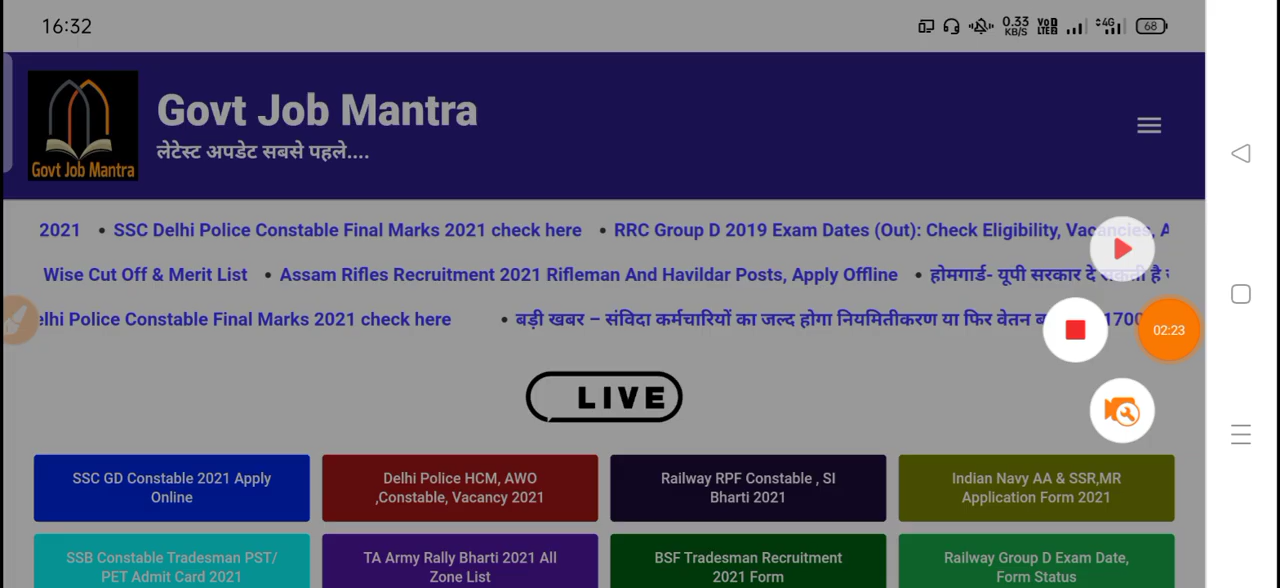 16:32
0.33 KB/S
Vo LTE
4G
68
Govt Job Mantra
लेटेस्ट अपडेट सबसे पहले....
Govt Job Mantra
2021 • SSC Delhi Police Constable Final Marks 2021 check here • RRC Group D 2019 Exam Dates (Out): Check Eligibility, Vacancies, A
Wise Cut Off & Merit List • Assam Rifles Recruitment 2021 Rifleman And Havildar Posts, Apply Offline • होमगार्ड- यूपी सरकार दे सकती है
elhi Police Constable Final Marks 2021 check here • बड़ी खबर – संविदा कर्मचारियों का जल्द होगा नियमितीकरण या फिर वेतन 1700
02:23
LIVE
SSC GD Constable 2021 Apply
Online
Delhi Police HCM, AWO
,Constable, Vacancy 2021
Railway RPF Constable , SI
Bharti 2021
Indian Navy AA & SSR,MR
Application Form 2021
SSB Constable Tradesman PST/
PET Admit Card 2021
TA Army Rally Bharti 2021 All
Zone List
BSF Tradesman Recruitment
2021 Form
Railway Group D Exam Date,
Form Status